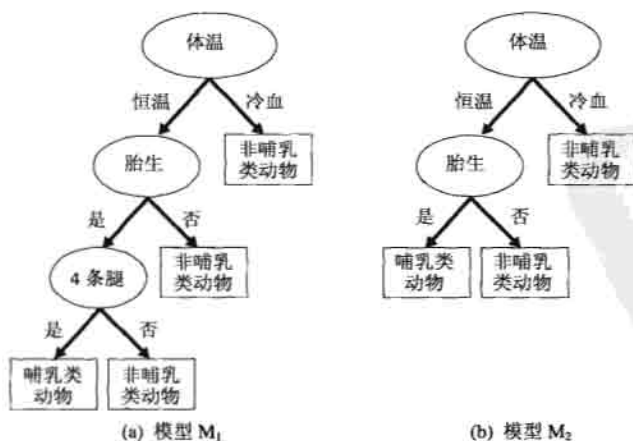 体温
恒温
冷血
胎生
非哺乳
类动物
是
否
4 条腿
非哺乳
类动物
是
否
哺乳类
动物
非哺乳
类动物
(a) 模型 M₁
体温
恒温
冷血
胎生
非哺乳
类动物
是
否
哺乳类
动物
非哺乳
类动物
(b) 模型 M₂